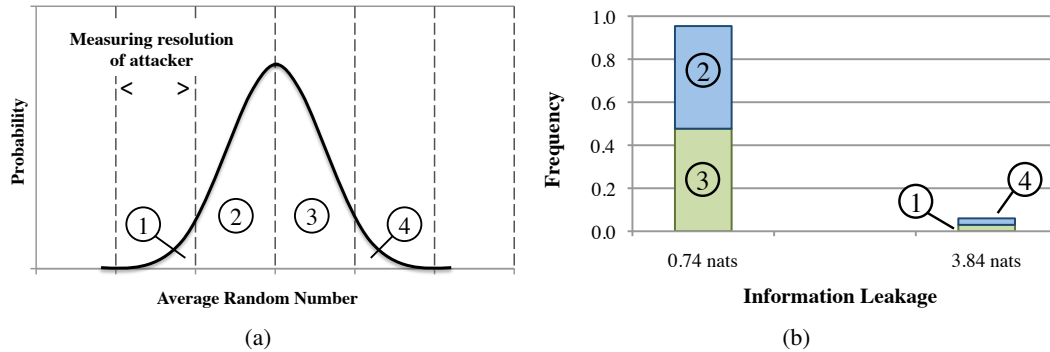 Measuring resolution
of attacker
< >
Probability
1
2
3
4
Average Random Number
(a)
1.0
0.8
0.6
0.4
0.2
0.0
Frequency
2
3
1
4
0.74 nats
3.84 nats
Information Leakage
(b)